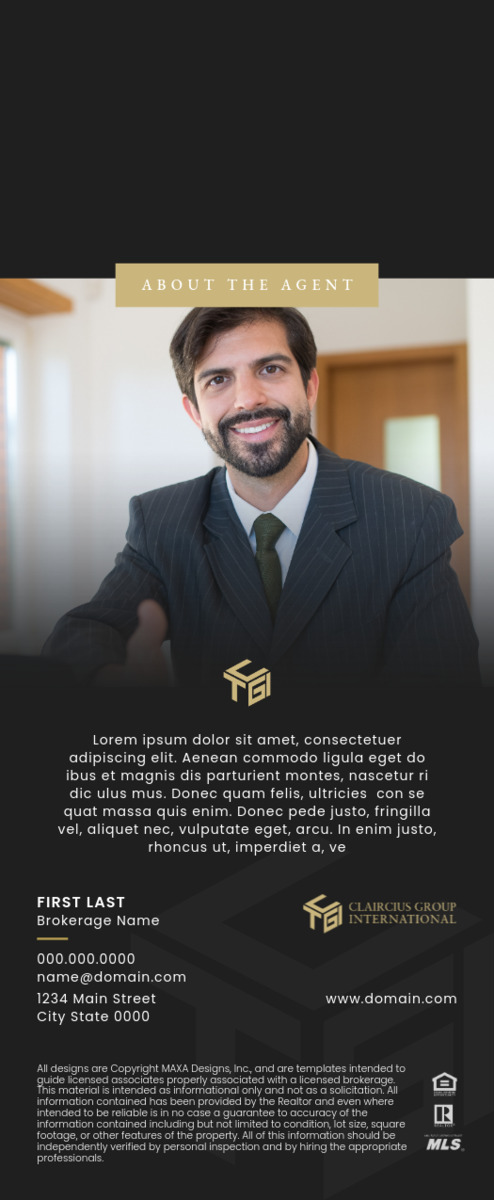 ABOUT THE AGENT
Lorem ipsum dolor sit amet, consectetuer
adipiscing elit. Aenean commodo ligula eget do
ibus et magnis dis parturient montes, nascetur ri
dic ulus mus. Donec quam felis, ultricies  con se
quat massa quis enim. Donec pede justo, fringilla
vel, aliquet nec, vulputate eget, arcu. In enim justo,
rhoncus ut, imperdiet a, ve
FIRST LAST
Brokerage Name
CLAIRCIUS GROUP
INTERNATIONAL
000.000.0000
name@domain.com
1234 Main Street
City State 0000
www.domain.com
All designs are Copyright MAXA Designs, Inc., and are templates intended to
guide licensed associates properly associated with a licensed brokerage.
This material is intended as informational only and not as a solicitation. All
information contained has been provided by the Realtor and even where
intended to be reliable is in no case a guarantee to accuracy of the
information contained including but not limited to condition, lot size, square
footage, or other features of the property. All of this information should be
independently verified by personal inspection and by hiring the appropriate
professionals.
R
MLS